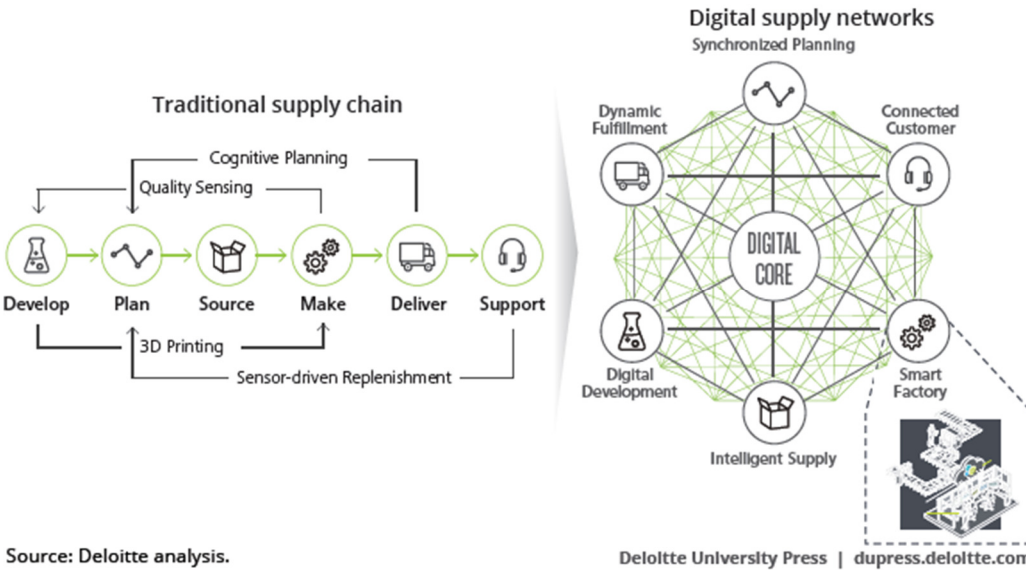 Digital supply networks
Synchronized Planning
Traditional supply chain
Dynamic
Fulfillment
Connected
Customer
Cognitive Planning
Quality Sensing
DIGITAL
CORE
Develop
Plan
Source
Make
Deliver
Support
3D Printing
Sensor-driven Replenishment
Digital
Development
Smart
Factory
Intelligent Supply
Source: Deloitte analysis.
Deloitte University Press | dupress.deloitte.com